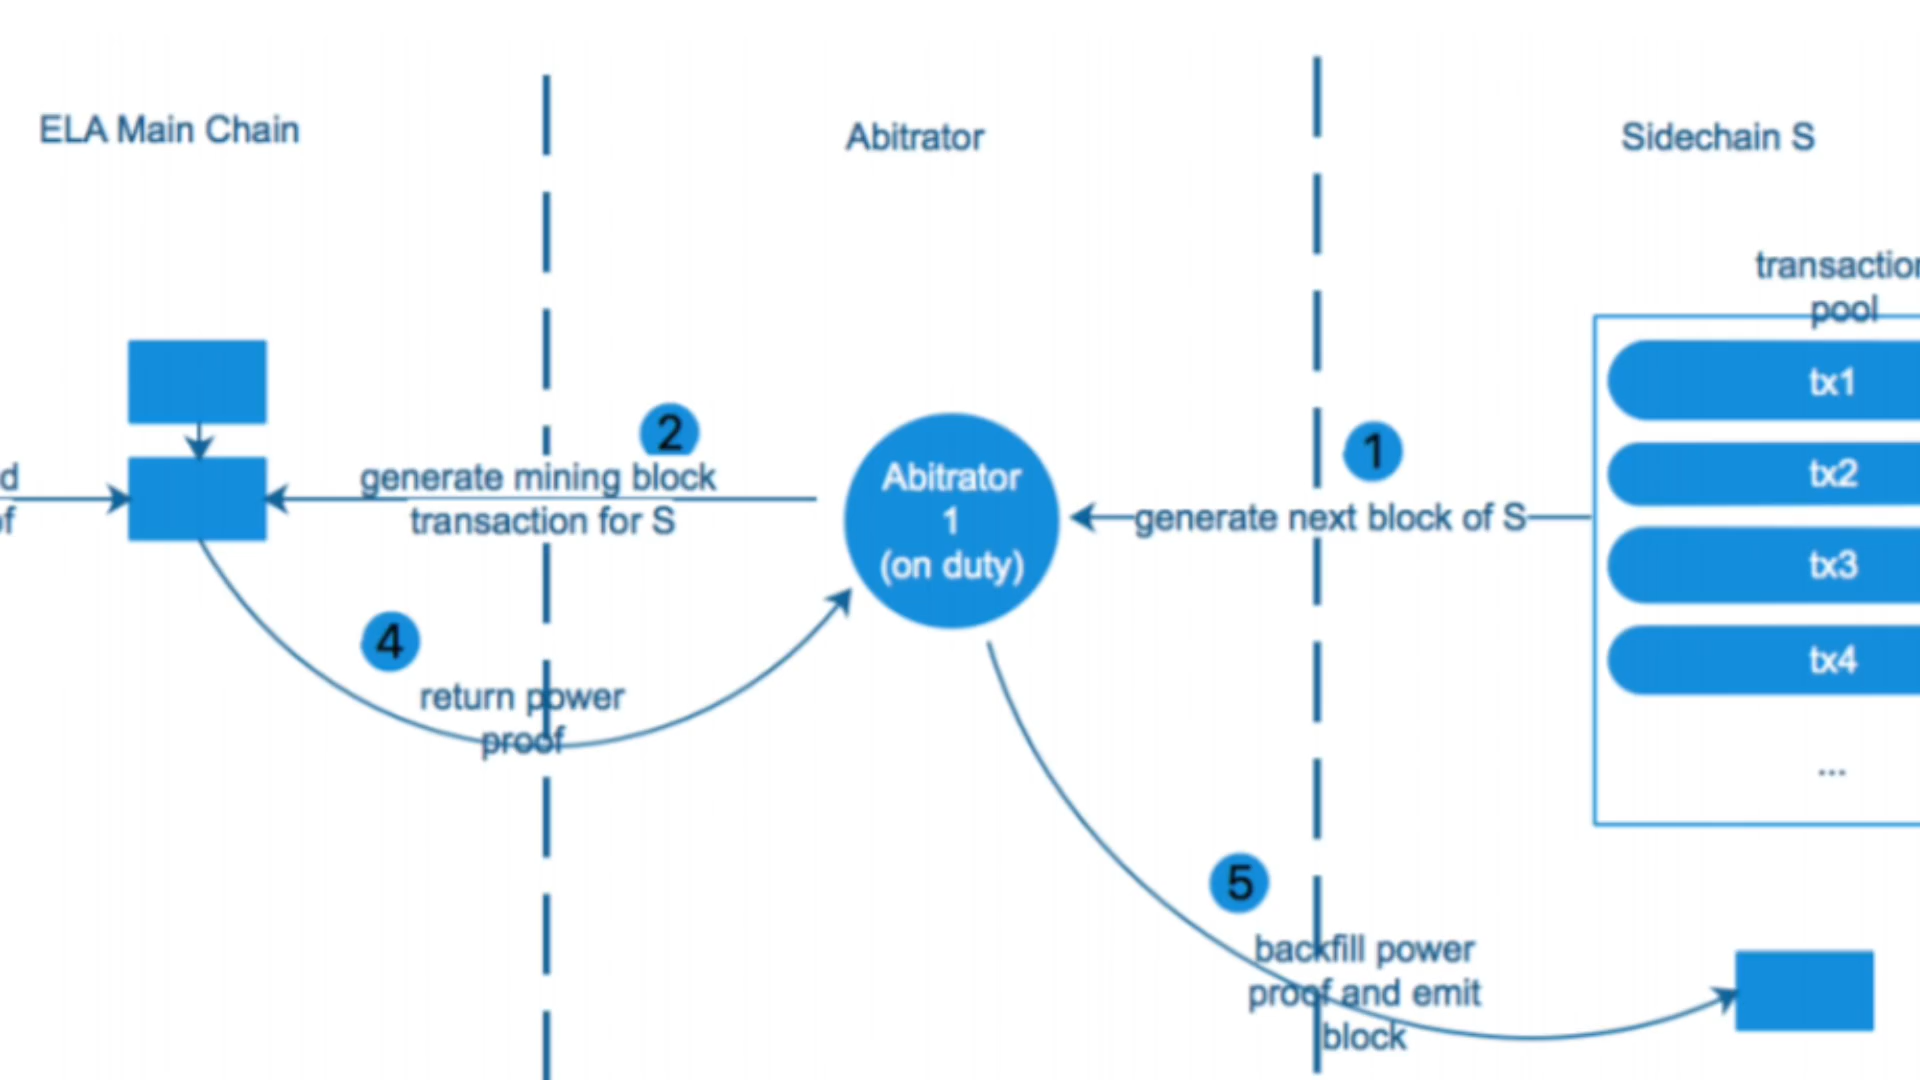 ELA Main Chain
Abitrator
Sidechain S
pool
tx1
2
1
Abitrator
1
(on duty)
generate mining block
transaction for S
generate next block of S
tx2
tx3
4
tx4
return power
proof
...
5
backfill power
proof and emit
block